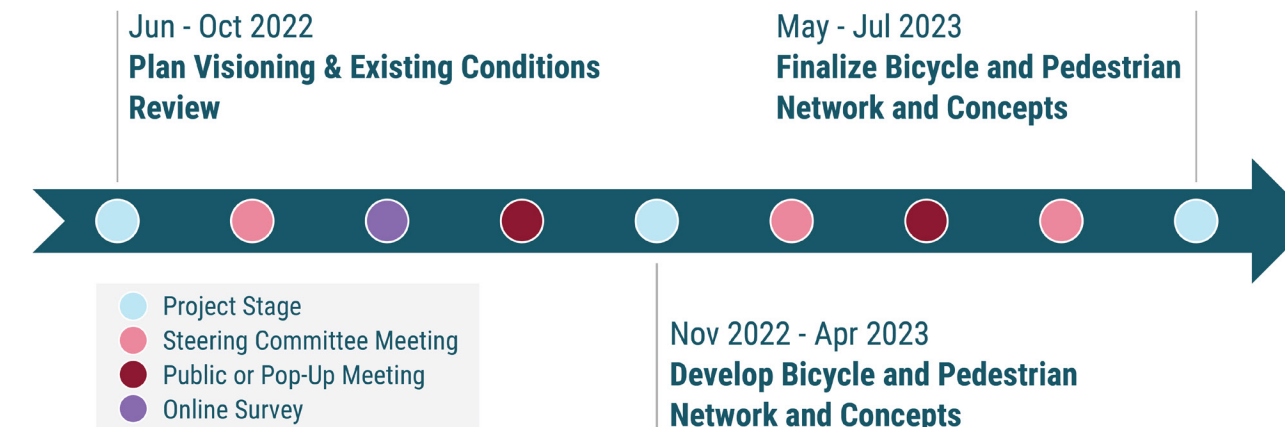 Jun - Oct 2022
Plan Visioning & Existing Conditions
Review
May - Jul 2023
Finalize Bicycle and Pedestrian
Network and Concepts
Project Stage
Steering Committee Meeting
Public or Pop-Up Meeting
Online Survey
Nov 2022 - Apr 2023
Develop Bicycle and Pedestrian
Network and Concepts